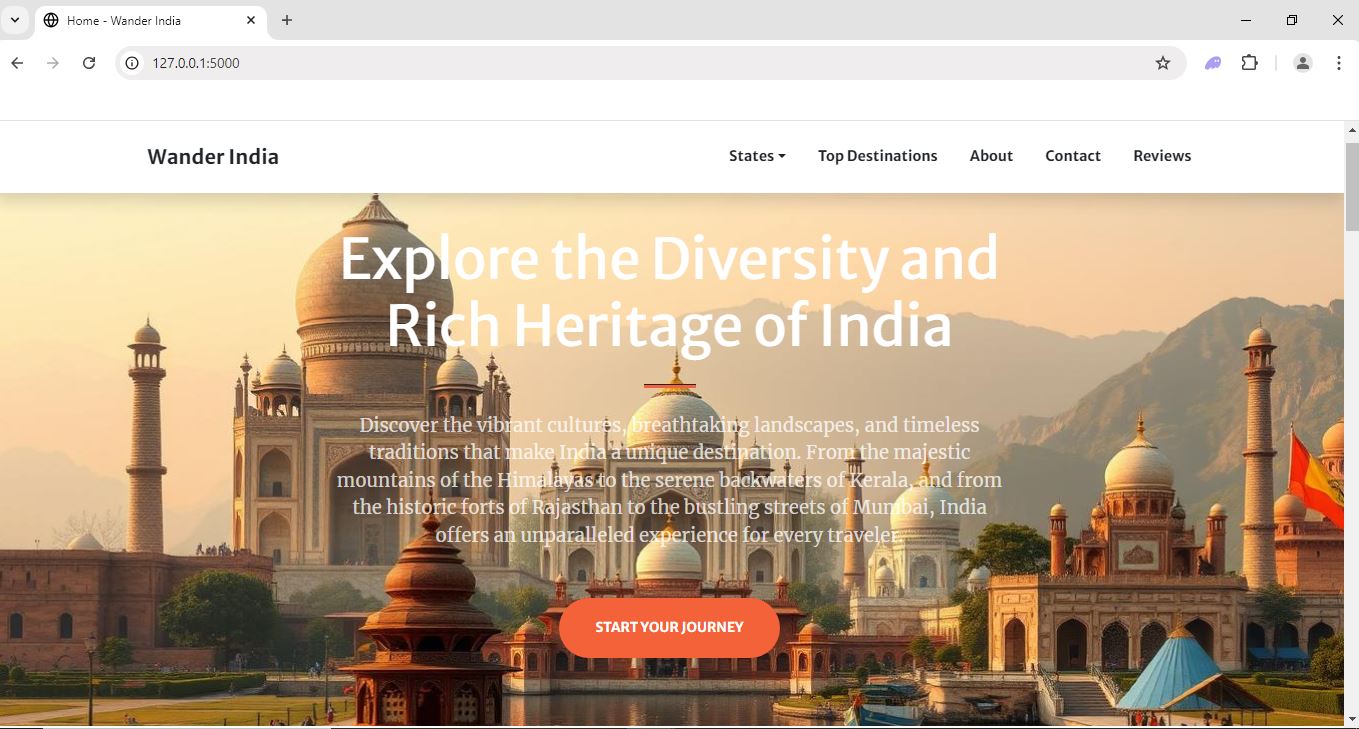 Home - Wander India
127.0.0.1:5000
Wander India
States
Top Destinations
About
Contact
Reviews
Explore the Diversity and
Rich Heritage of India
Discover the vibrant cultures, breathtaking landscapes, and timeless
traditions that make India a unique destination. From the majestic
mountains of the Himalayas to the serene backwaters of Kerala, and from
the historic forts of Rajasthan to the bustling streets of Mumbai, India
offers an unparalleled experience for every traveler.
START YOUR JOURNEY